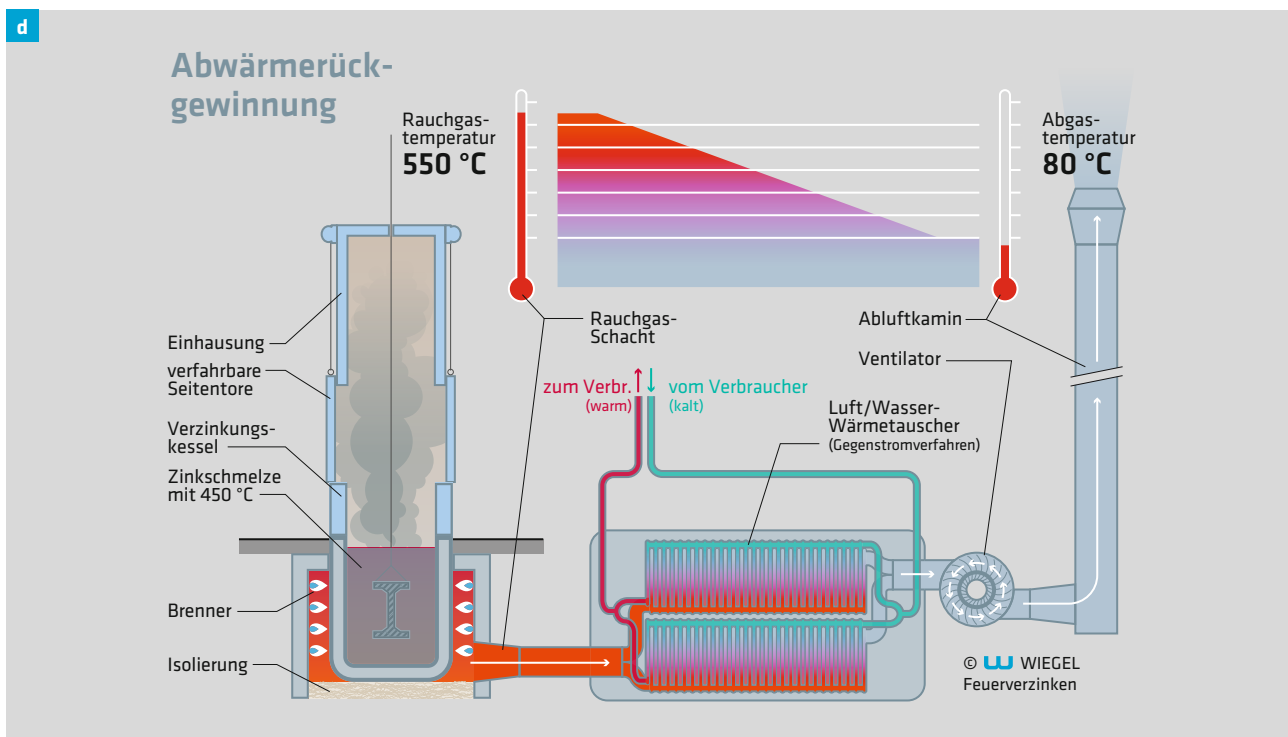 d
Abwärmerück-
gewinnung
Rauchgas-
temperatur
550 °C
Abgas-
temperatur
80 °C
Rauchgas-
Schacht
Abluftkamin
Ventilator
Einhausung
verfahrbare
Seitentore
Verzinkungs-
kessel
Zinkschmelze
mit 450 °C
Brenner
Isolierung
zum Verbr.
(warm)
vom Verbraucher
(kalt)
Luft/Wasser-
Wärmetauscher
(Gegenstromverfahren)
© W WIEGEL
Feuerverzinken